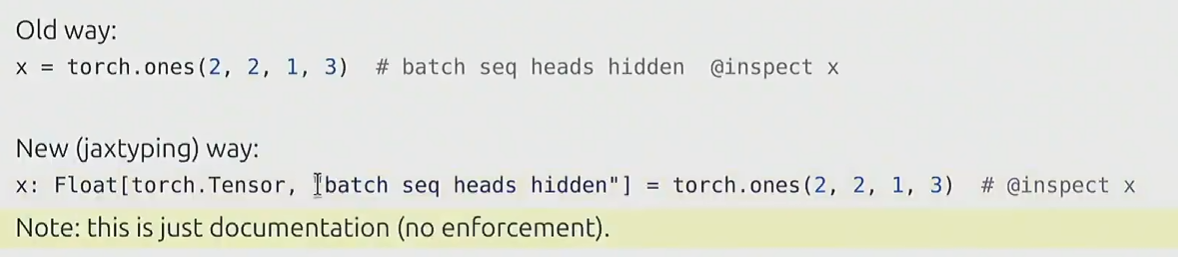 Old way:
x = torch.ones(2, 2, 1, 3)  # batch seq heads hidden  @inspect x
New (jaxtyping) way:
x: Float[torch.Tensor, "batch seq heads hidden"] = torch.ones(2, 2, 1, 3)  # @inspect x
Note: this is just documentation (no enforcement).